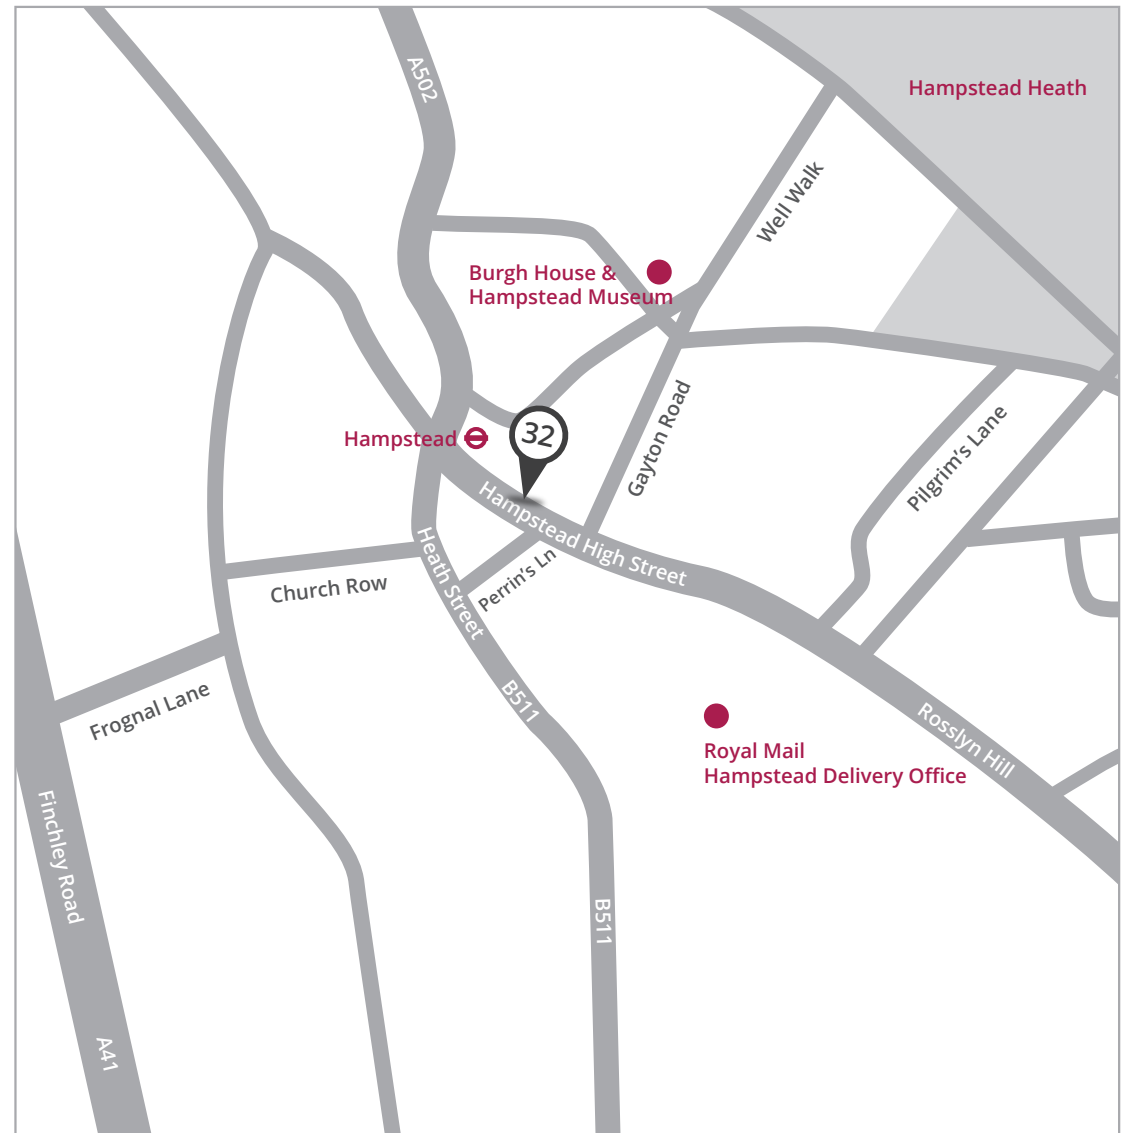 A502
Hampstead Heath
Well Walk
Burgh House &
Hampstead Museum
Hampstead
32
Gayton Road
Pilgrim's Lane
Hampstead High Street
Heath Street
Perrin's Ln
Church Row
Frognal Lane
B511
Rosslyn Hill
Royal Mail
Hampstead Delivery Office
Finchley Road
B511
A41